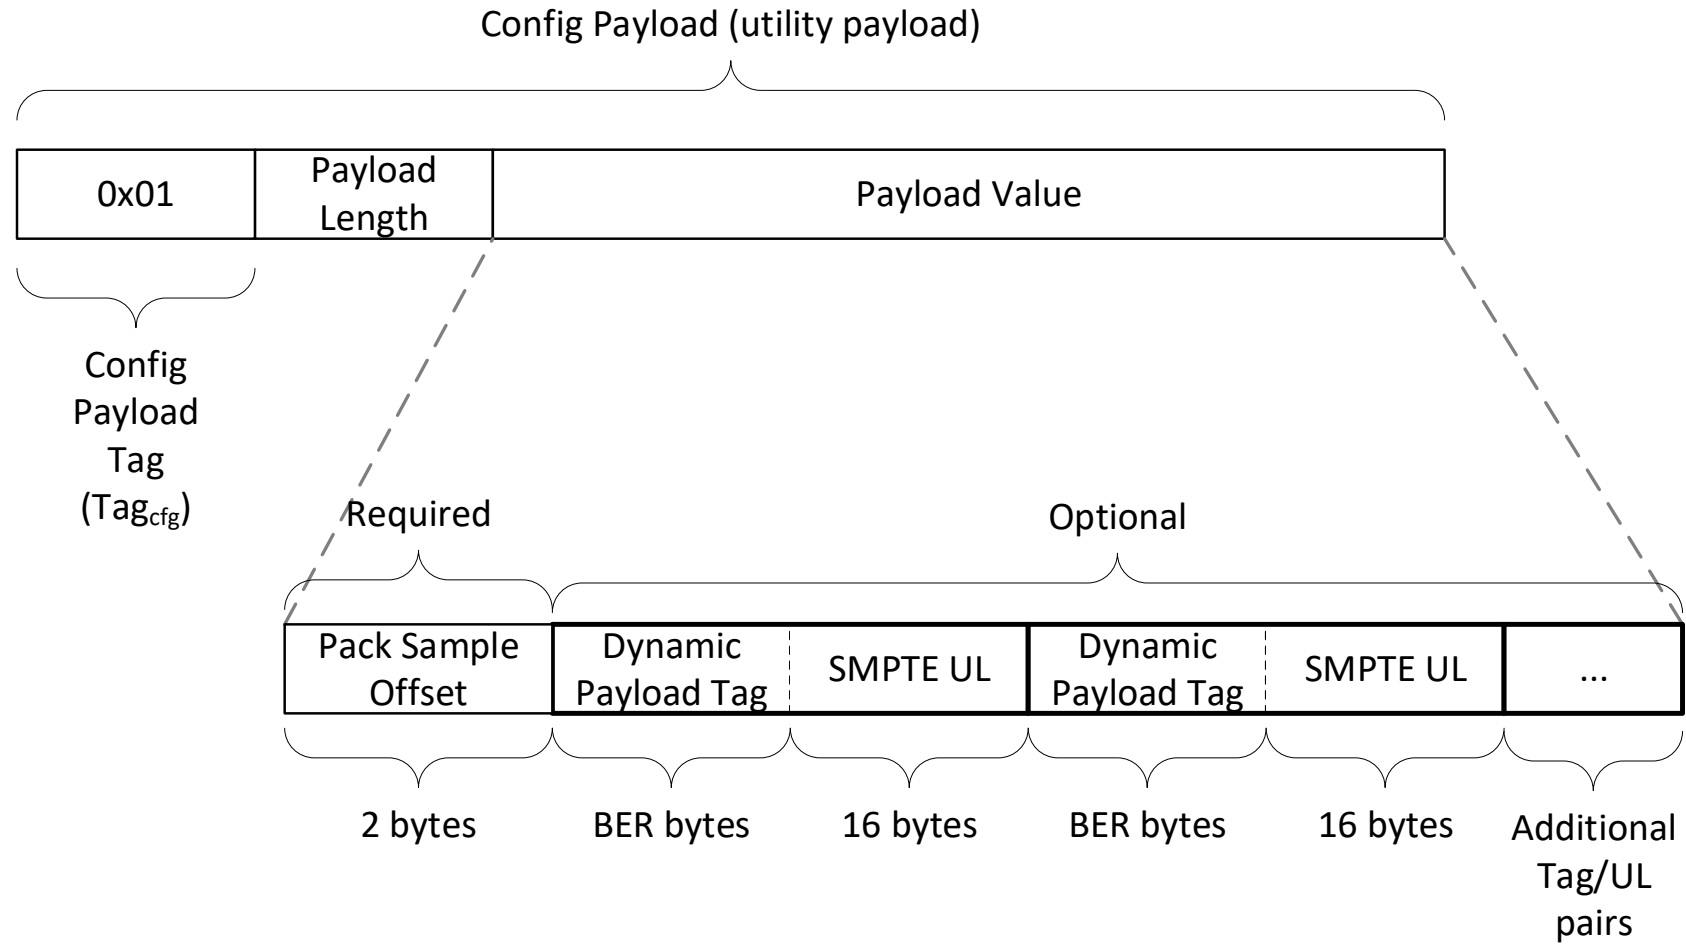 Config Payload (utility payload)
0x01
Payload
Length
Payload Value
Config
Payload
Tag
(Tagcfg)
Required
Optional
Pack Sample
Offset
Dynamic
Payload Tag
SMPTE UL
Dynamic
Payload Tag
SMPTE UL
...
2 bytes
BER bytes
16 bytes
BER bytes
16 bytes
Additional
Tag/UL
pairs